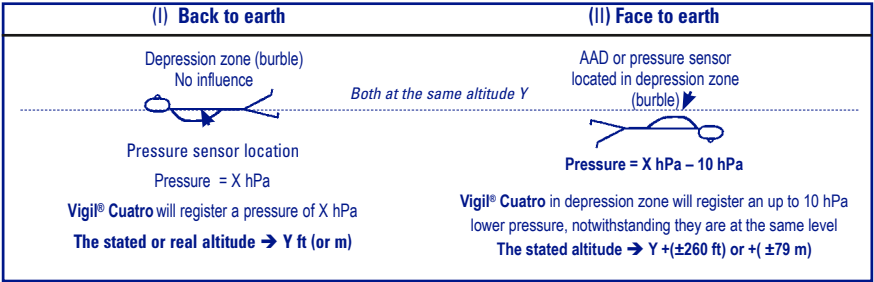 (I) Back to earth
Depression zone (burble)
No influence
Pressure sensor location
Pressure = X hPa
Vigil® Cuatro will register a pressure of X hPa
The stated or real altitude ➔ Y ft (or m)
Both at the same altitude Y
(II) Face to earth
AAD or pressure sensor
located in depression zone
(burble)
Pressure = X hPa – 10 hPa
Vigil® Cuatro in depression zone will register an up to 10 hPa
lower pressure, notwithstanding they are at the same level
The stated altitude ➔ Y +(±260 ft) or +( ±79 m)